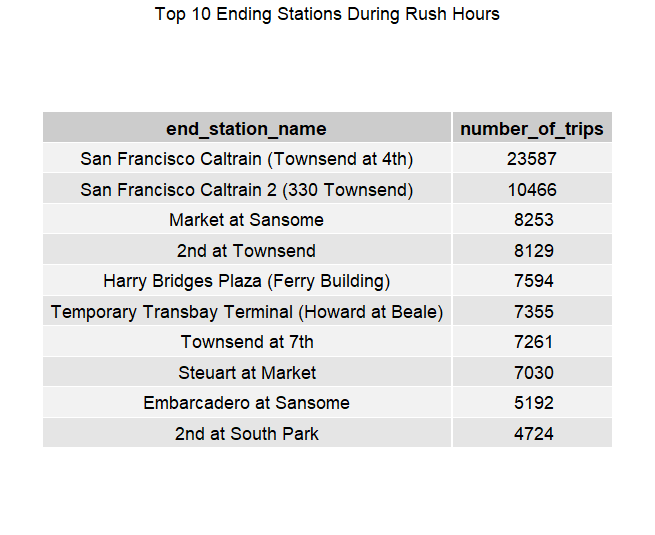 Top 10 Ending Stations During Rush Hours
end_station_name number_of_trips
San Francisco Caltrain (Townsend at 4th) 23587
San Francisco Caltrain 2 (330 Townsend) 10466
Market at Sansome 8253
2nd at Townsend 8129
Harry Bridges Plaza (Ferry Building) 7594
Temporary Transbay Terminal (Howard at Beale) 7355
Townsend at 7th 7261
Steuart at Market 7030
Embarcadero at Sansome 5192
2nd at South Park 4724